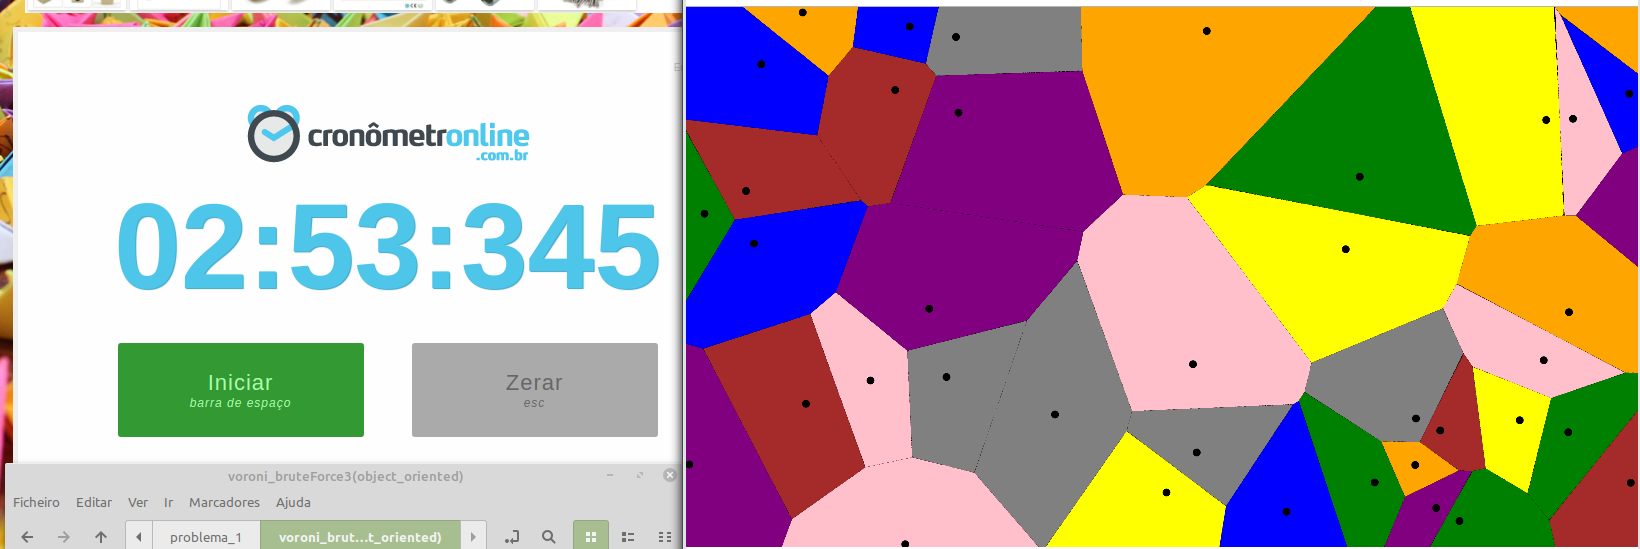 cronômetronline
.com.br
02:53:345
Iniciar
barra de espaço
Zerar
esc
voroni_bruteForce3(object_oriented)
Ficheiro Editar Ver Ir Marcadores Ajuda
problema_1 voroni_brut...t_oriented)